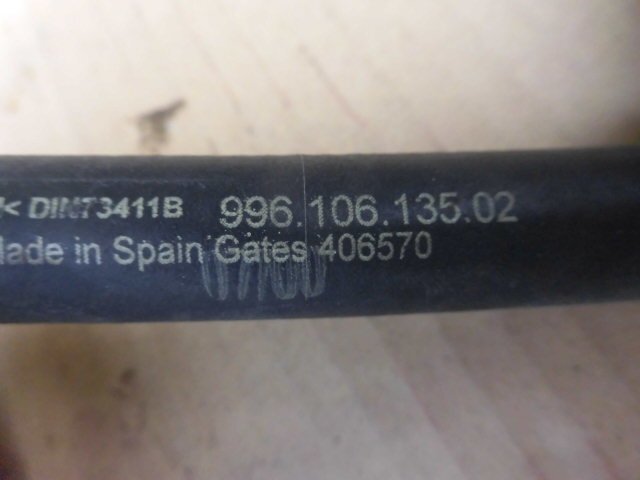 < DIN73411B 996.106.135.02
Made in Spain Gates 406570